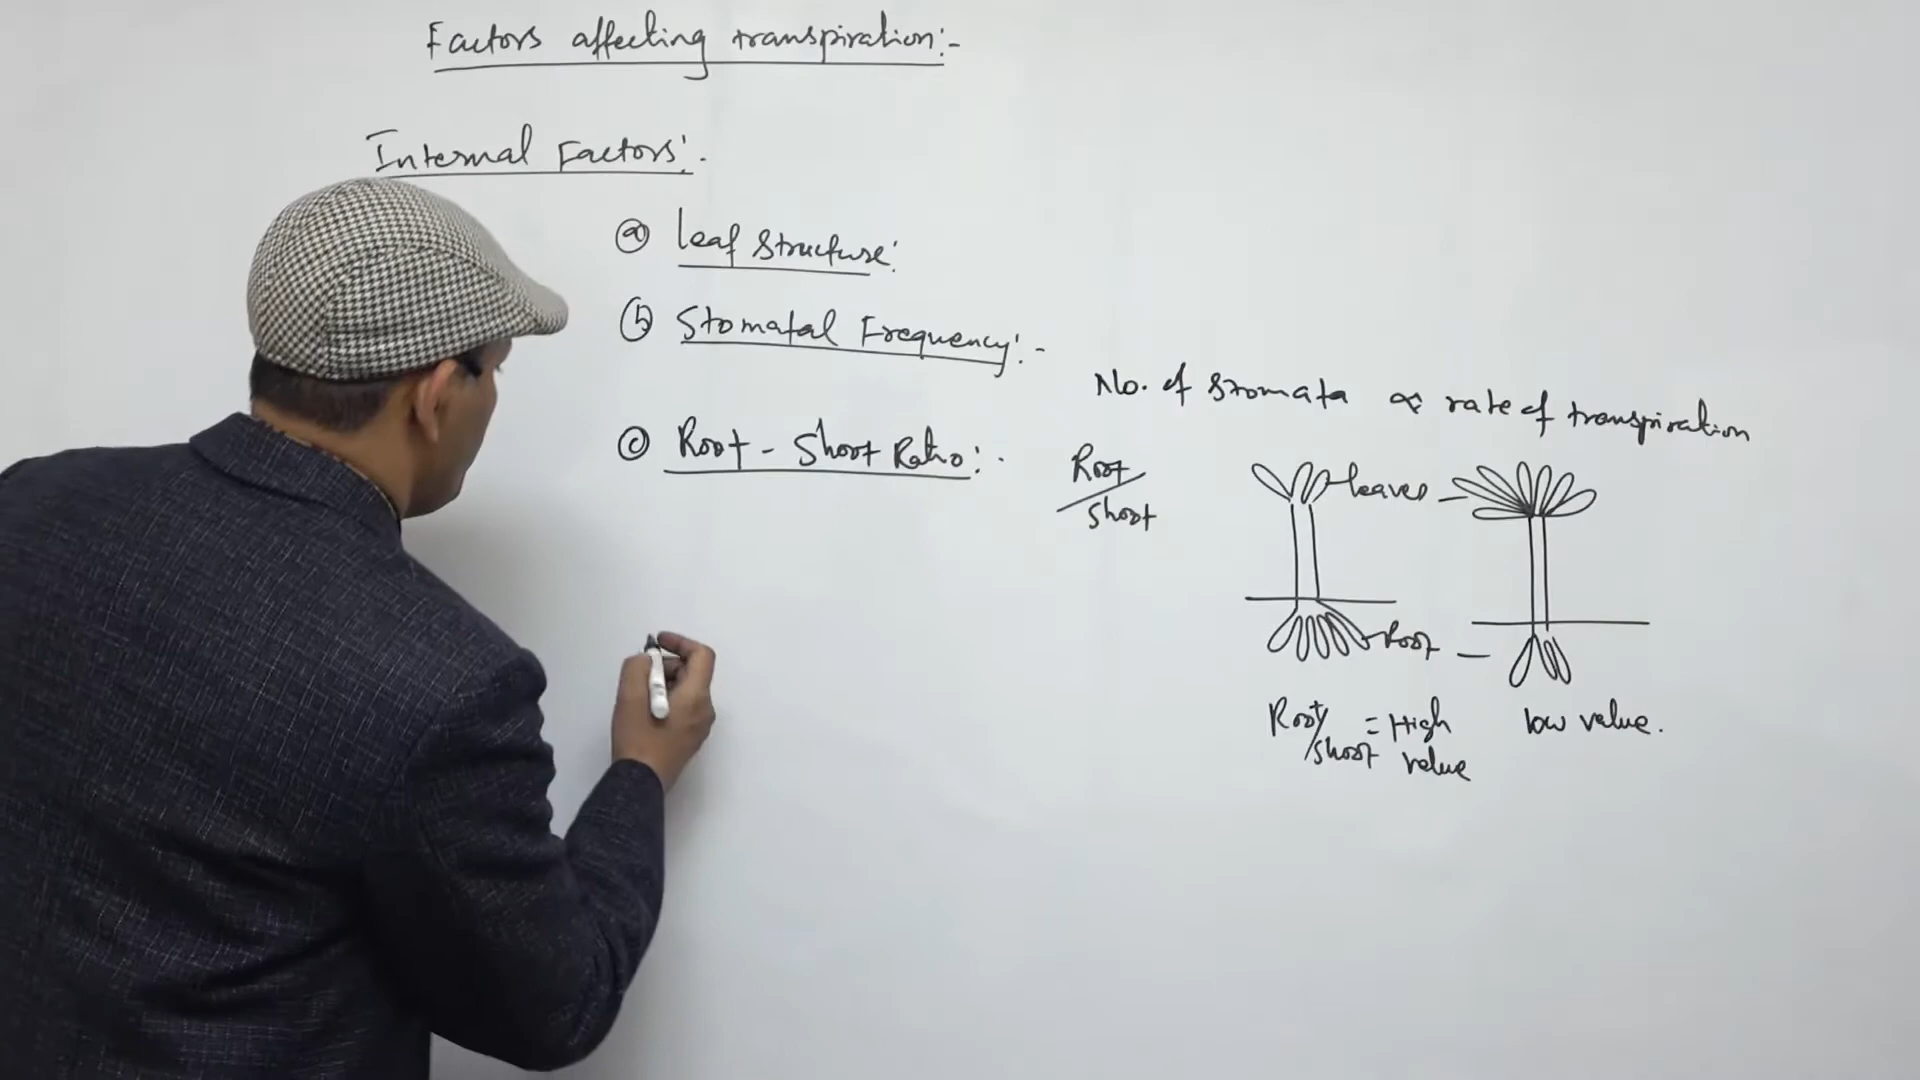 Factors affecting transpiration:-
Internal Factors:-
(a) Leaf Structure:
(b) Stomatal Frequency:-
No. of Stomata ∝ rate of transpiration
(c) Root - Shoot Ratio:-
Root/Shoot
leaves
Root
Root/Shoot = High value
low value.